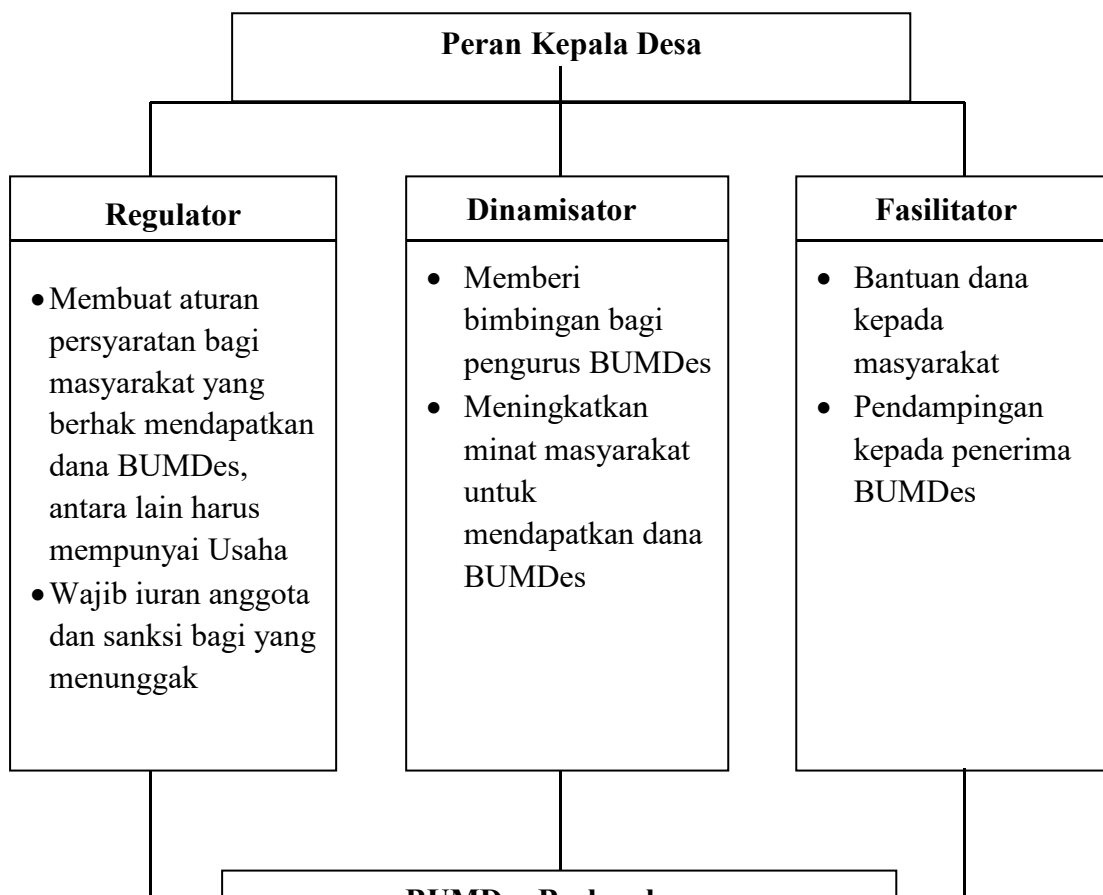 Peran Kepala Desa
Regulator
• Membuat aturan
persyaratan bagi
masyarakat yang
berhak mendapatkan
dana BUMDes,
antara lain harus
mempunyai Usaha
• Wajib iuran anggota
dan sanksi bagi yang
menunggak
Dinamisator
• Memberi
bimbingan bagi
pengurus BUMDes
• Meningkatkan
minat masyarakat
untuk
mendapatkan dana
BUMDes
Fasilitator
• Bantuan dana
kepada
masyarakat
• Pendampingan
kepada penerima
BUMDes
BUMDes